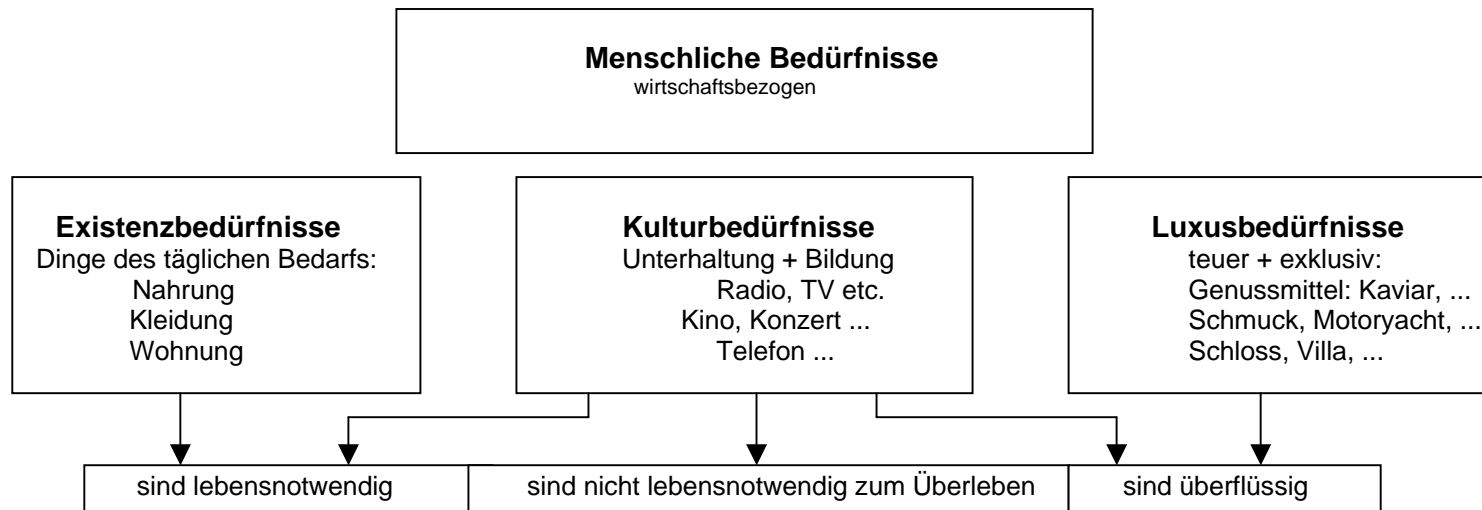 Menschliche Bedürfnisse
wirtschaftsbezogen
Existenzbedürfnisse
Dinge des täglichen Bedarfs:
Nahrung
Kleidung
Wohnung
Kulturbedürfnisse
Unterhaltung + Bildung
Radio, TV etc.
Kino, Konzert ...
Telefon ...
Luxusbedürfnisse
teuer + exklusiv:
Genussmittel: Kaviar, ...
Schmuck, Motoryacht, ...
Schloss, Villa, ...
sind lebensnotwendig
sind nicht lebensnotwendig zum Überleben
sind überflüssig